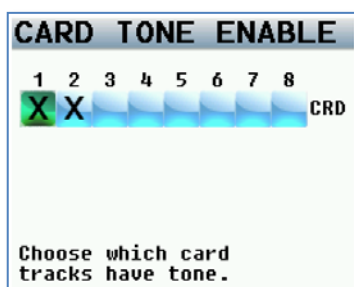 CARD TONE ENABLE
1 2 3 4 5 6 7 8
X X CRD
Choose which card
tracks have tone.